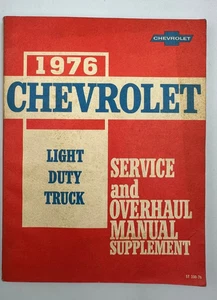 CHEVROLET
1976
CHEVROLET
LIGHT
DUTY
TRUCK
SERVICE
and
OVERHAUL
MANUAL
SUPPLEMENT